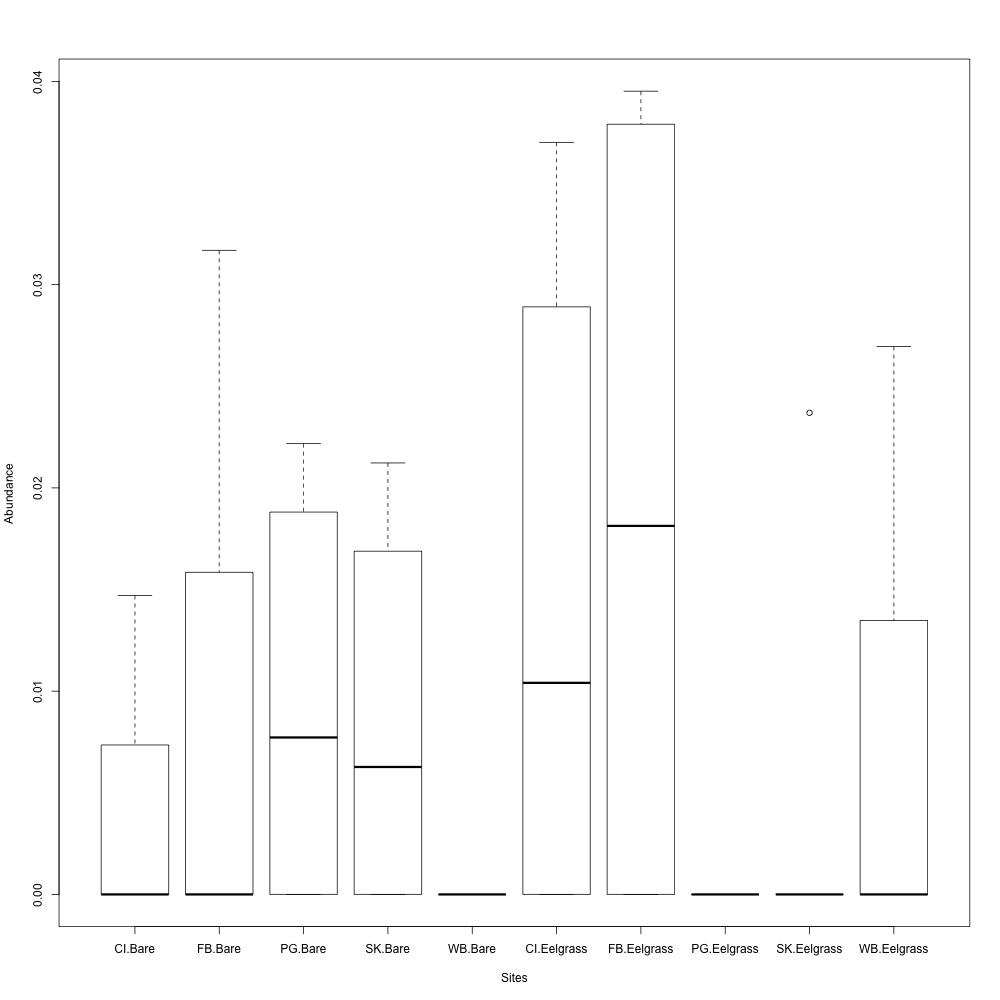 Abundance
0.04
0.03
0.02
0.01
0.00
CI.Bare FB.Bare PG.Bare SK.Bare WB.Bare CI.Eelgrass FB.Eelgrass PG.Eelgrass SK.Eelgrass WB.Eelgrass
Sites